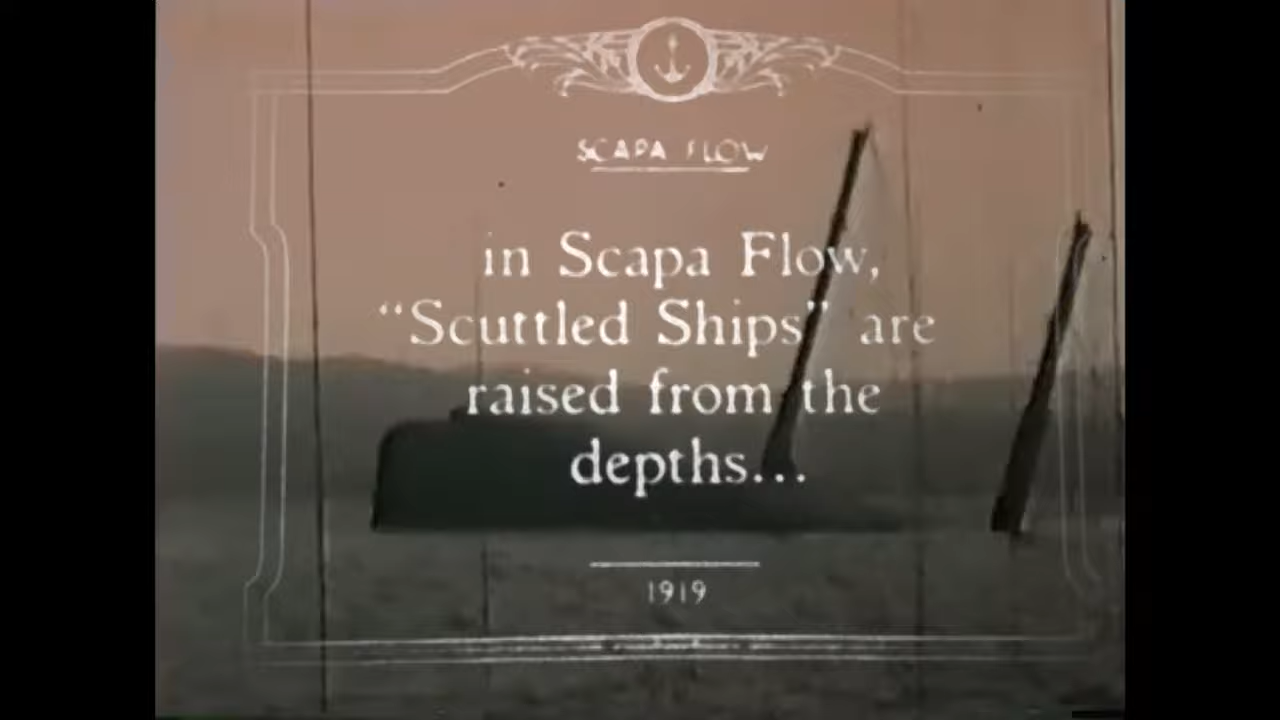 SCAPA FLOW
in Scapa Flow,
“Scuttled Ships” are
raised from the
depths...
1919